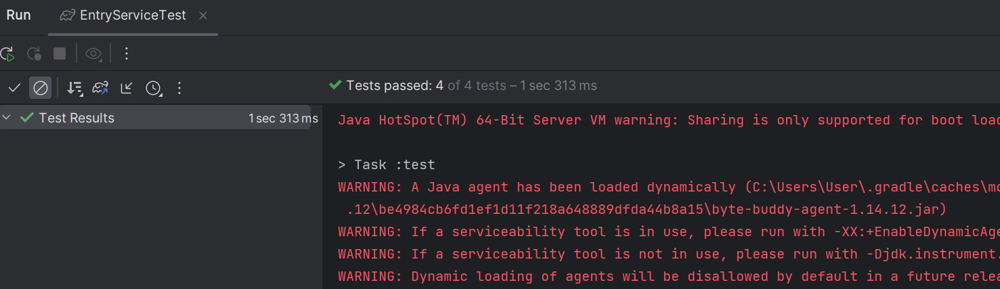 Run EntryServiceTest
Tests passed: 4 of 4 tests – 1 sec 313 ms
Test Results 1 sec 313 ms
Java HotSpot(TM) 64-Bit Server VM warning: Sharing is only supported for boot load
> Task :test
WARNING: A Java agent has been loaded dynamically (C:\Users\User\.gradle\caches\mo
.12\be4984cb6fd1ef1d11f218a648889dfda44b8a15\byte-buddy-agent-1.14.12.jar)
WARNING: If a serviceability tool is in use, please run with -XX:+EnableDynamicAge
WARNING: If a serviceability tool is not in use, please run with -Djdk.instrument.
WARNING: Dynamic loading of agents will be disallowed by default in a future relea